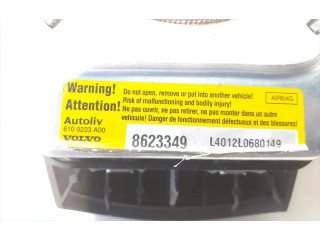 Warning!
Attention!
Autoliv
610 0233 A00
VOLVO
Do not open, remove or put into another vehicle!
Risk of malfunctioning and bodily injury!
Ne pas ouvrir, ne pas retirer, ne pas monter dans un autre
vehicule! Danger de fonctionnement défectueux et des blessures!
AIRBAG
8623349
L4012L0680149